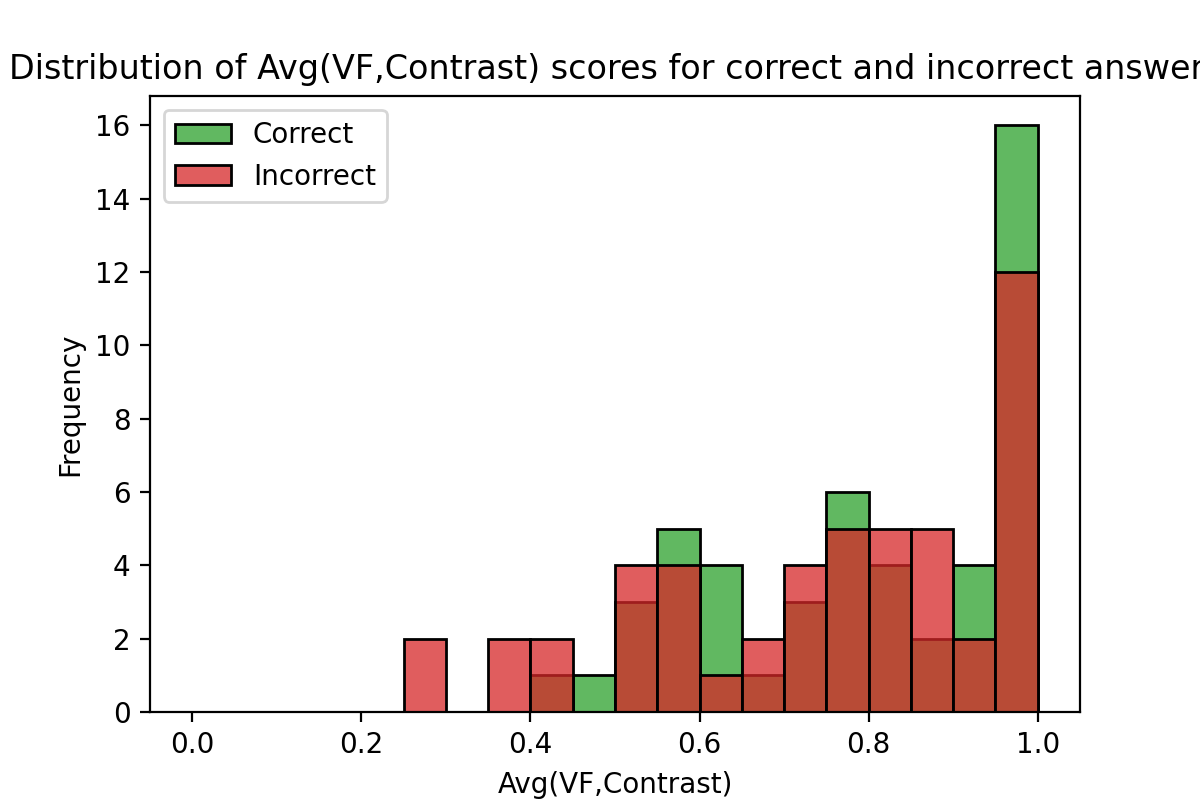 Distribution of Avg(VF,Contrast) scores for correct and incorrect answer
Correct
Incorrect
16
14
12
10
8
6
4
2
0
Frequency
0.0 0.2 0.4 0.6 0.8 1.0
Avg(VF,Contrast)